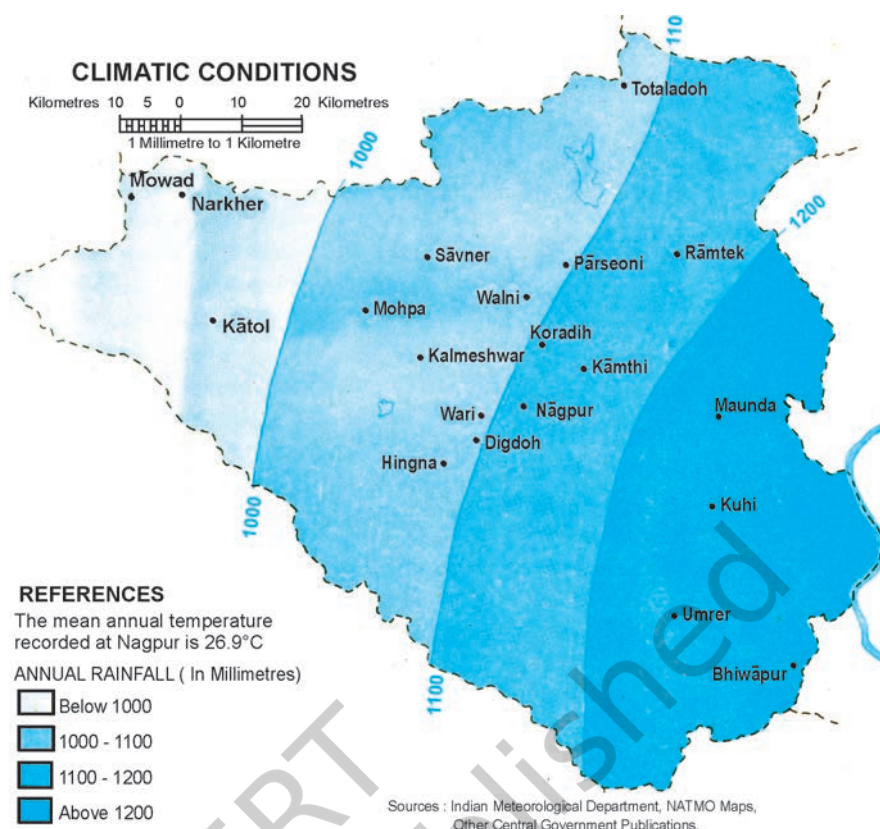 CLIMATIC CONDITIONS
Kilometres 10 5 0 10 20 Kilometres
1 Millimetre to 1 Kilometre
110
Totaladoh
1000
Mowad
Narkher
1200
Sāvner
Pārseoni
Rāmtek
Walni
Mohpa
Kātol
Koradih
Kalmeshwar
Kāmthi
Wari
Nāgpur
Maunda
Digdoh
Hingna
1000
Kuhi
REFERENCES
The mean annual temperature
recorded at Nagpur is 26.9°C
Umrer
ANNUAL RAINFALL ( In Millimetres)
Bhiwāpur
1100
Below 1000
1000 - 1100
1100 - 1200
Above 1200
Sources : Indian Meteorological Department, NATMO Maps,
Other Central Government Publications.
ERT
blished